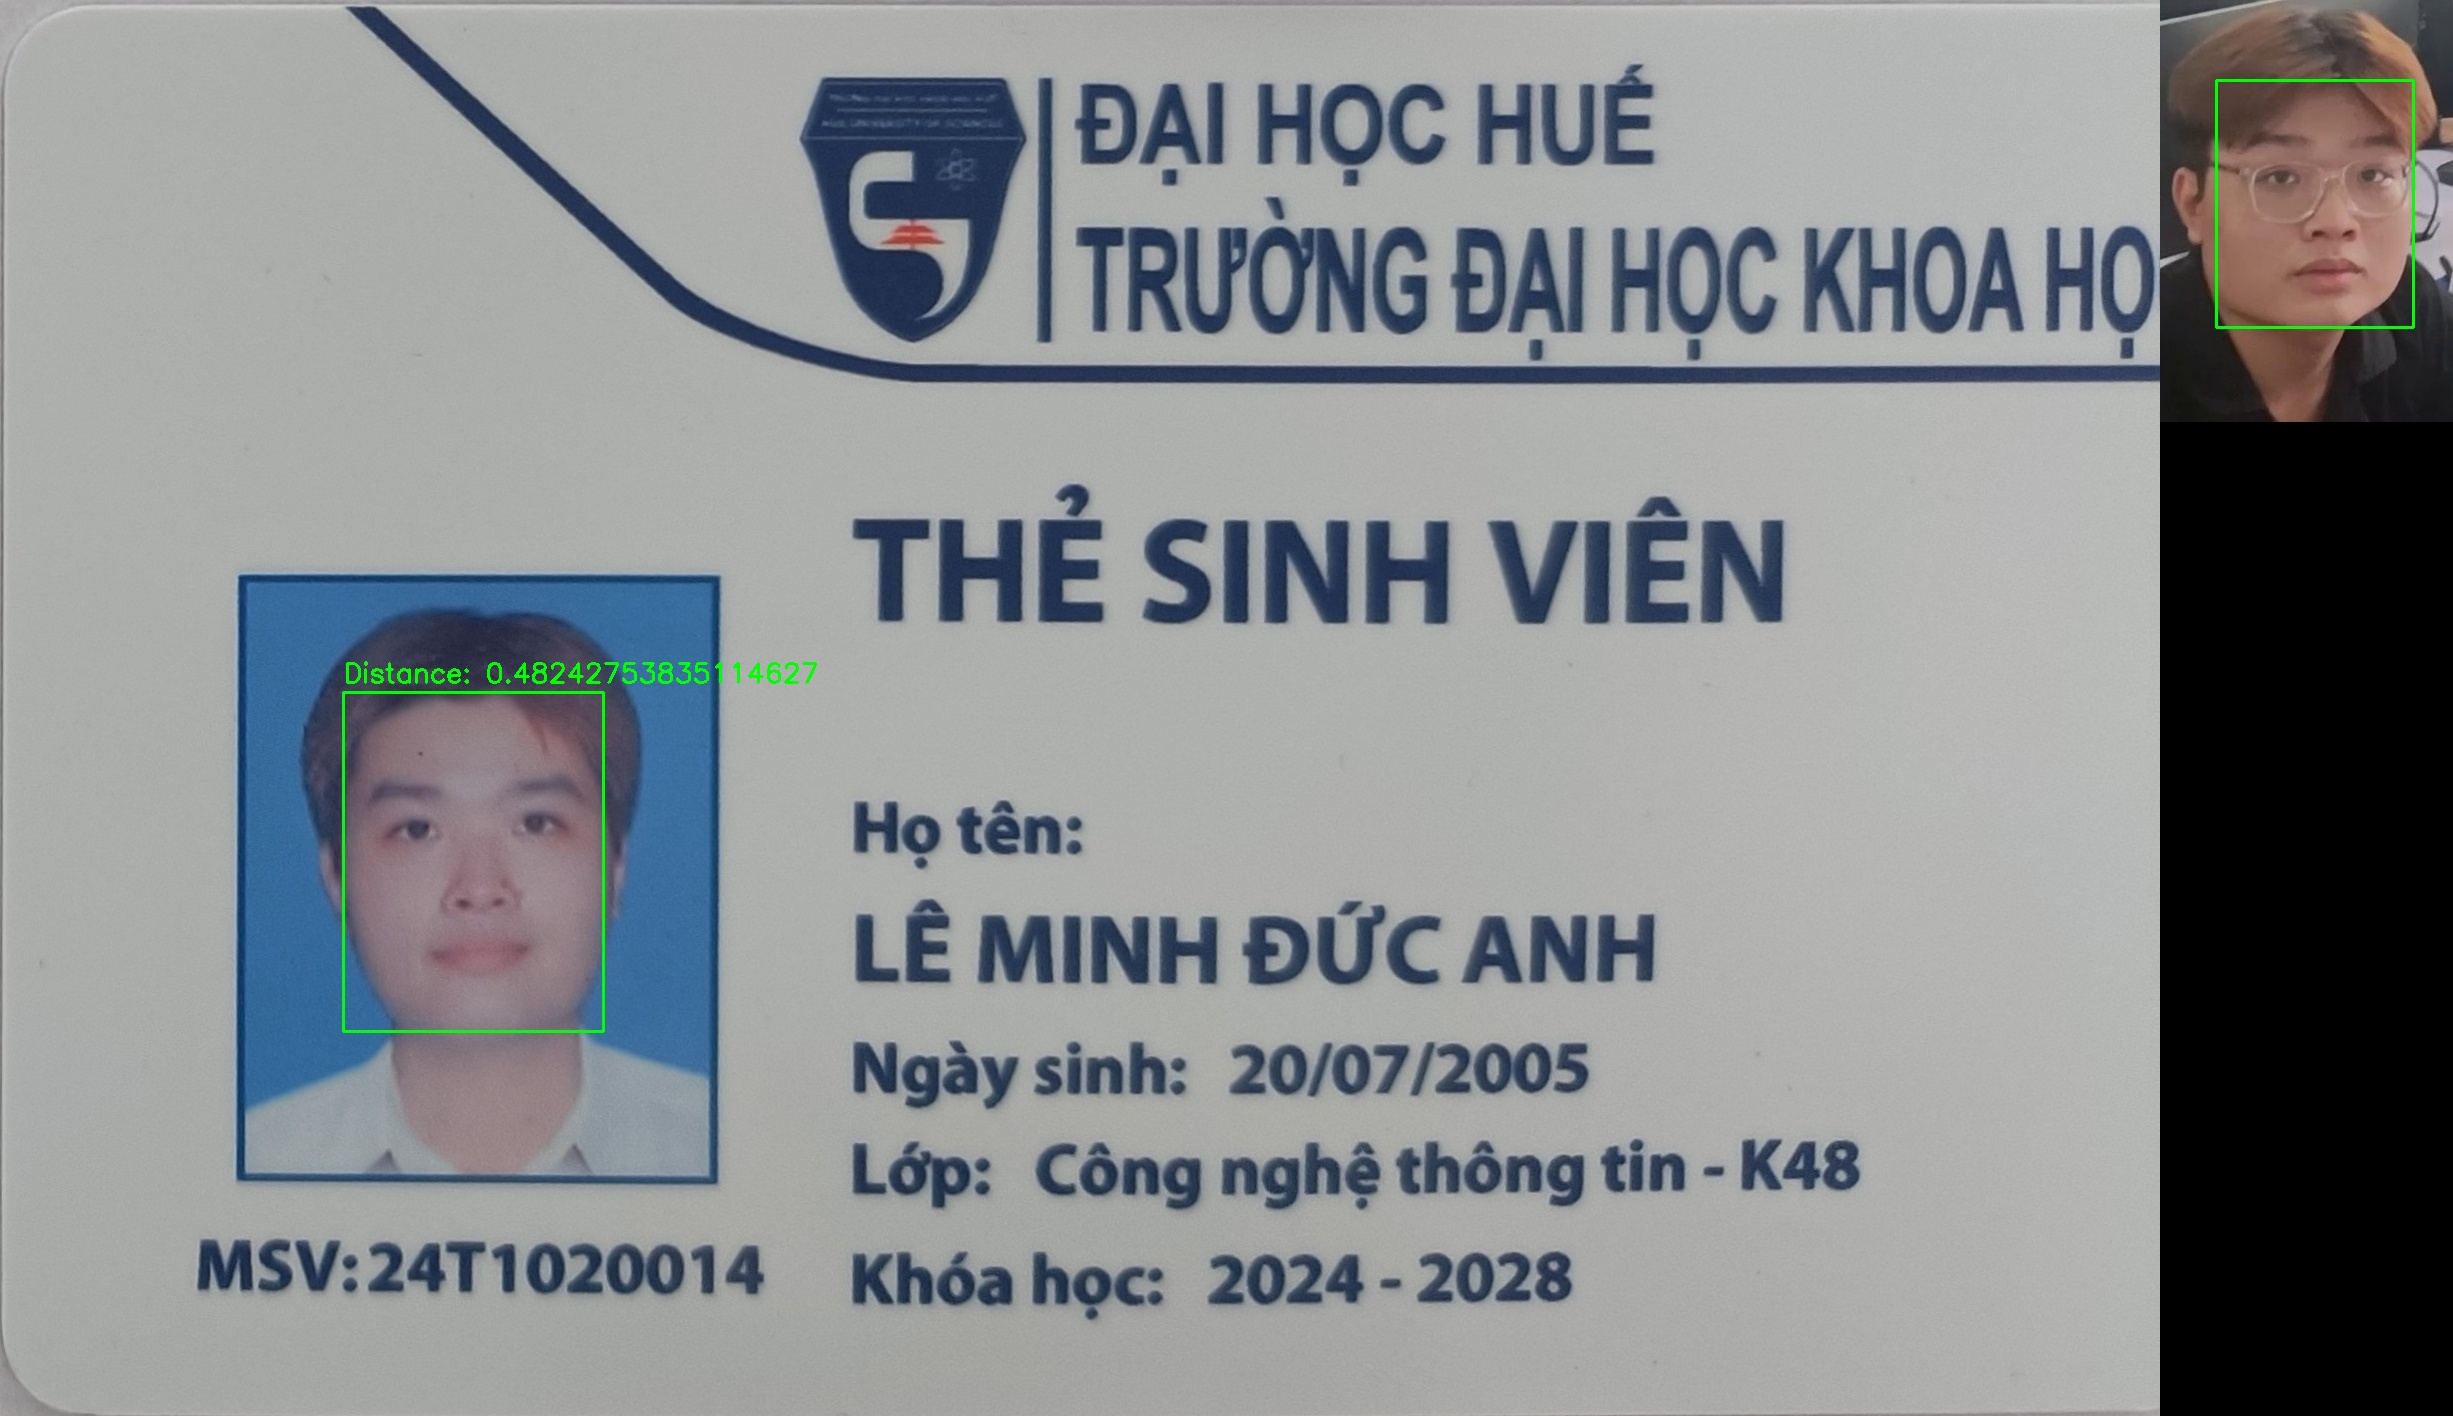 ĐẠI HỌC HUẾ
TRƯỜNG ĐẠI HỌC KHOA HỌ
THẺ SINH VIÊN
Distance: 0.48242753835114627
Họ tên:
LÊ MINH ĐỨC ANH
Ngày sinh: 20/07/2005
Lớp: Công nghệ thông tin - K48
MSV: 24T1020014
Khóa học: 2024 - 2028